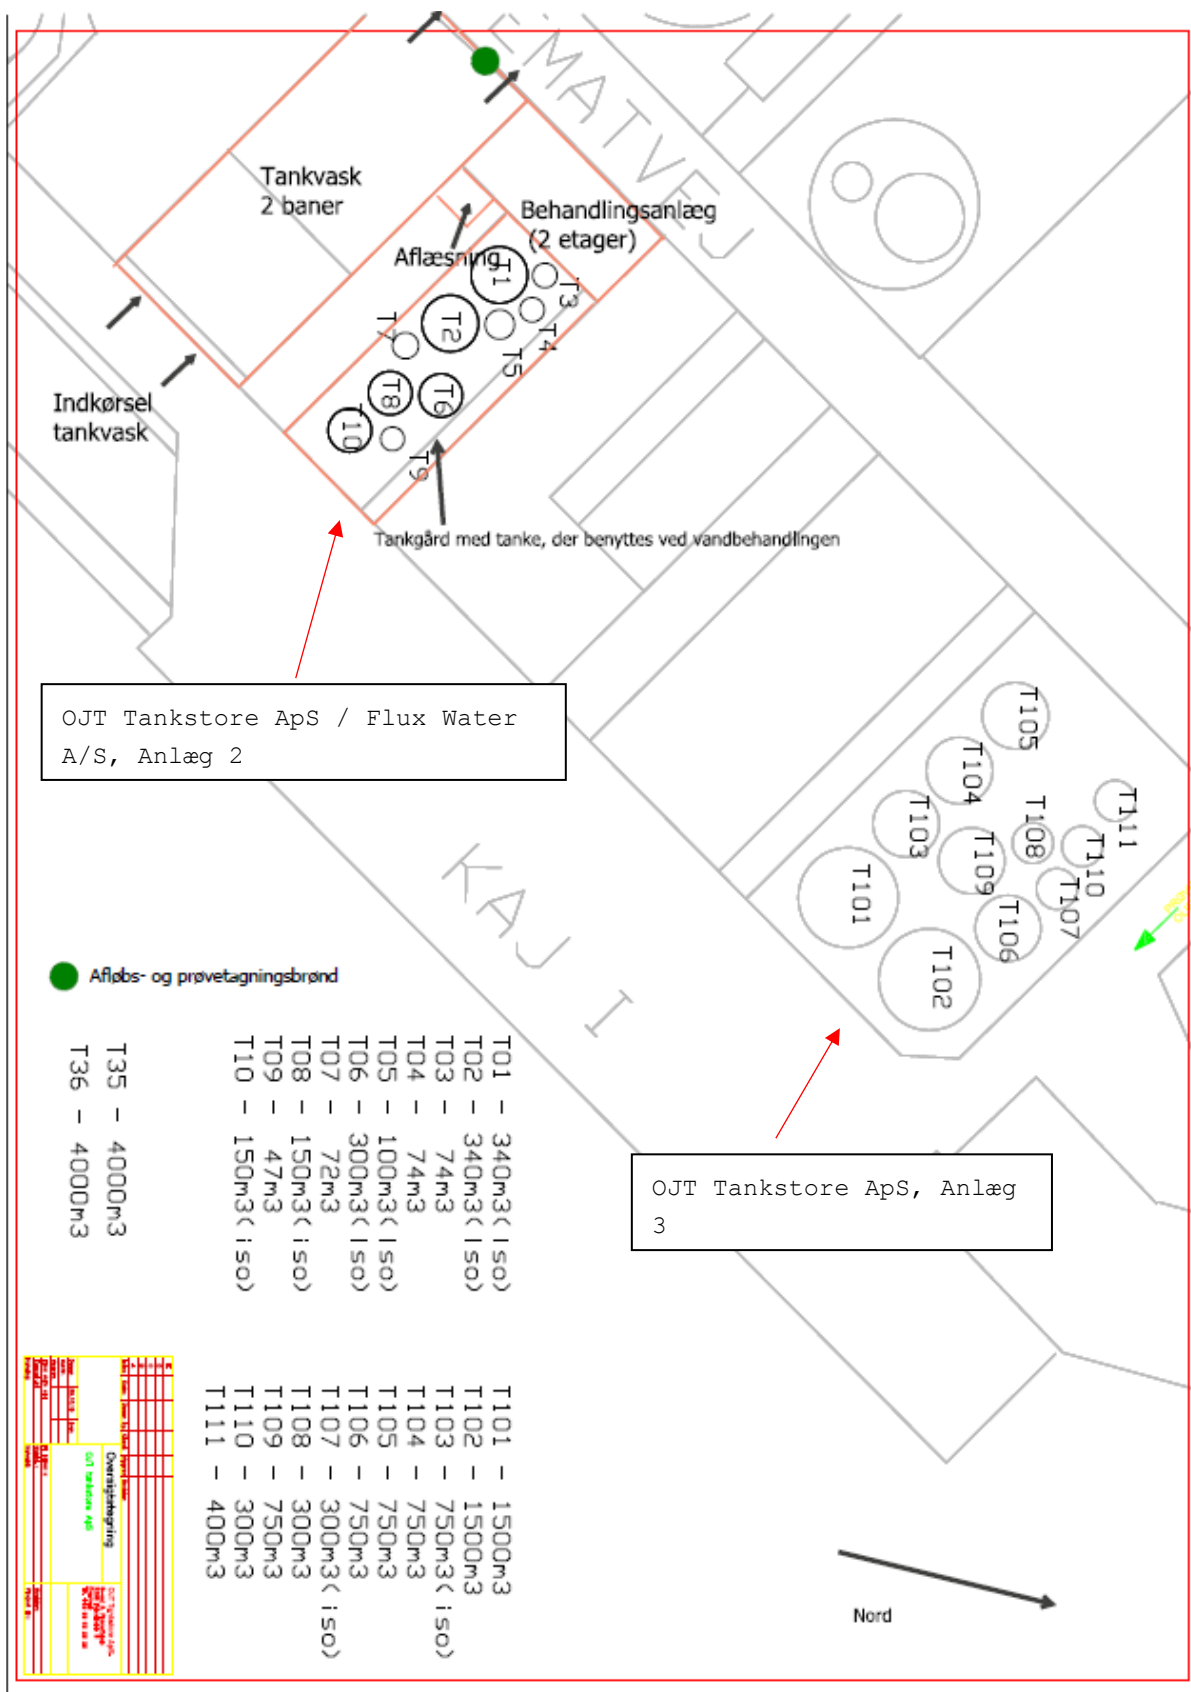 EMATVEJ
Tankvask
2 baner
Behandlingsanlæg
(2 etager)
Aflæsning
T1
T3
T2
T4
T5
T7
T8
T6
T10
T9
Indkørsel
tankvask
Tankgård med tanke, der benyttes ved vandbehandlingen
OJT Tankstore ApS / Flux Water
A/S, Anlæg 2
T105
T104
T103
T111
T108
T110
T109
T107
T101
T106
T102
KAJ I
Afløbs- og prøvetagningsbrønd
OJT Tankstore ApS, Anlæg
3
T01 - 340m3(iso)
T02 - 340m3(iso)
T03 - 74m3
T04 - 74m3
T05 - 100m3(iso)
T06 - 300m3(iso)
T07 - 72m3
T08 - 150m3(iso)
T09 - 47m3
T10 - 150m3(iso)
T35 - 4000m3
T36 - 4000m3
T101 - 1500m3
T102 - 1500m3
T103 - 750m3(iso)
T104 - 750m3
T105 - 750m3
T106 - 750m3
T107 - 300m3(iso)
T108 - 300m3
T109 - 750m3
T110 - 300m3
T111 - 400m3
Oversigtstegning
OJT tankstore ApS
Nord